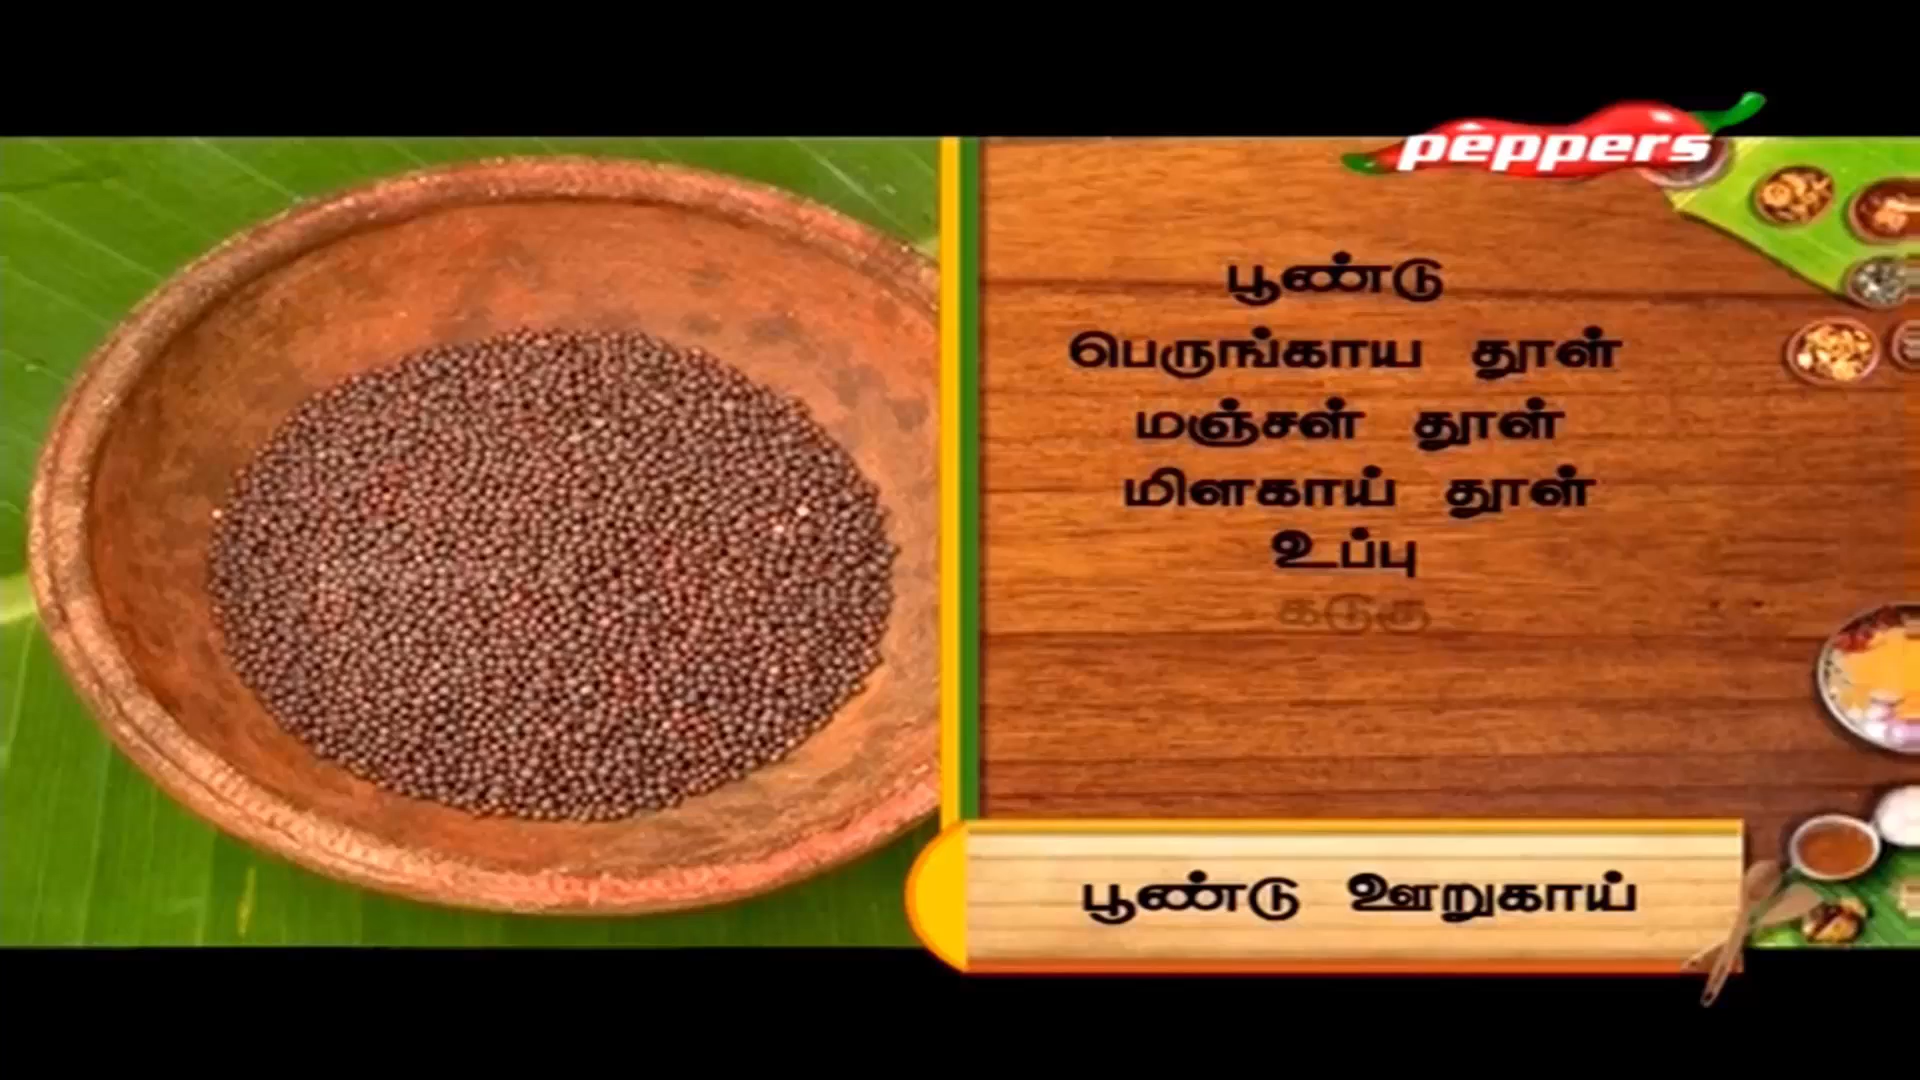 peppers
பூண்டு
பெருங்காய தூள்
மஞ்சள் தூள்
மிளகாய் தூள்
உப்பு
கடுகு
பூண்டு ஊறுகாய்